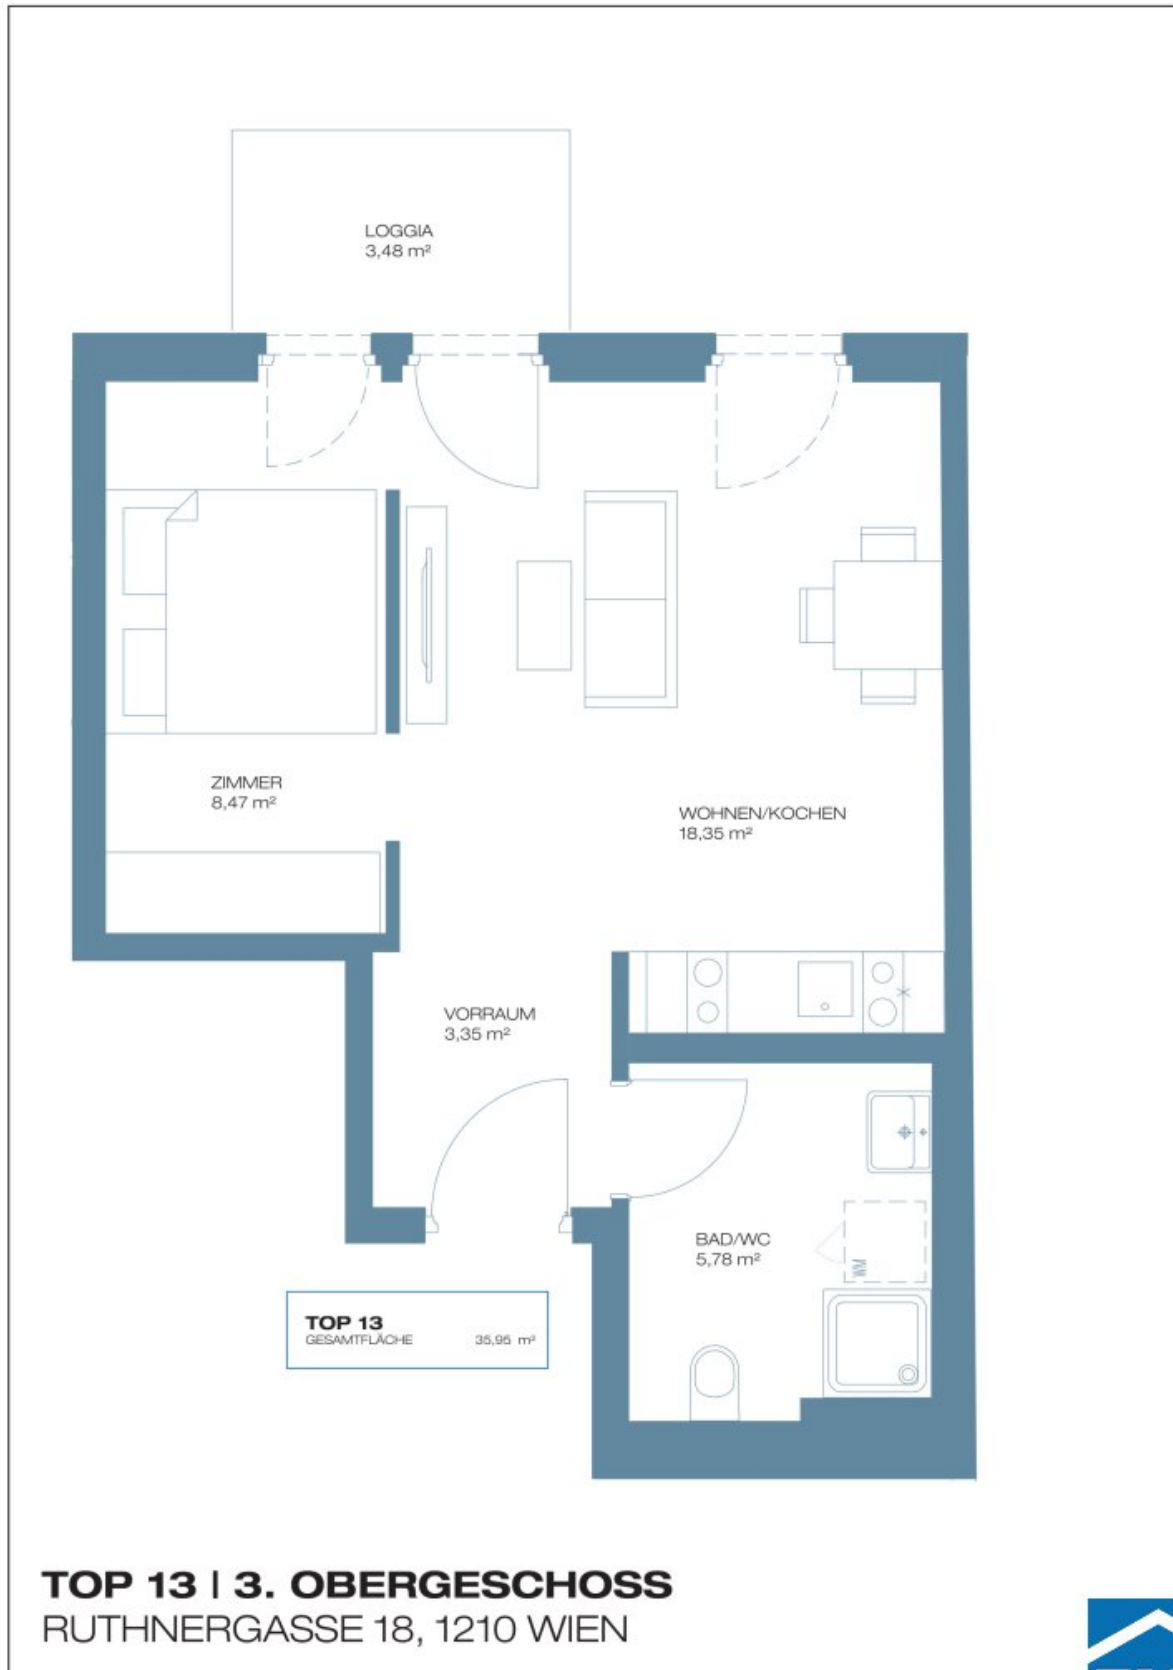 LOGGIA
3,48 m²
ZIMMER
8,47 m²
WOHNEN/KOCHEN
18,35 m²
VORRAUM
3,35 m²
BAD/WC
5,78 m²
WM
TOP 13
GESAMTFLÄCHE 35,95 m²
TOP 13 | 3. OBERGESCHOSS
RUTHNERGASSE 18, 1210 WIEN